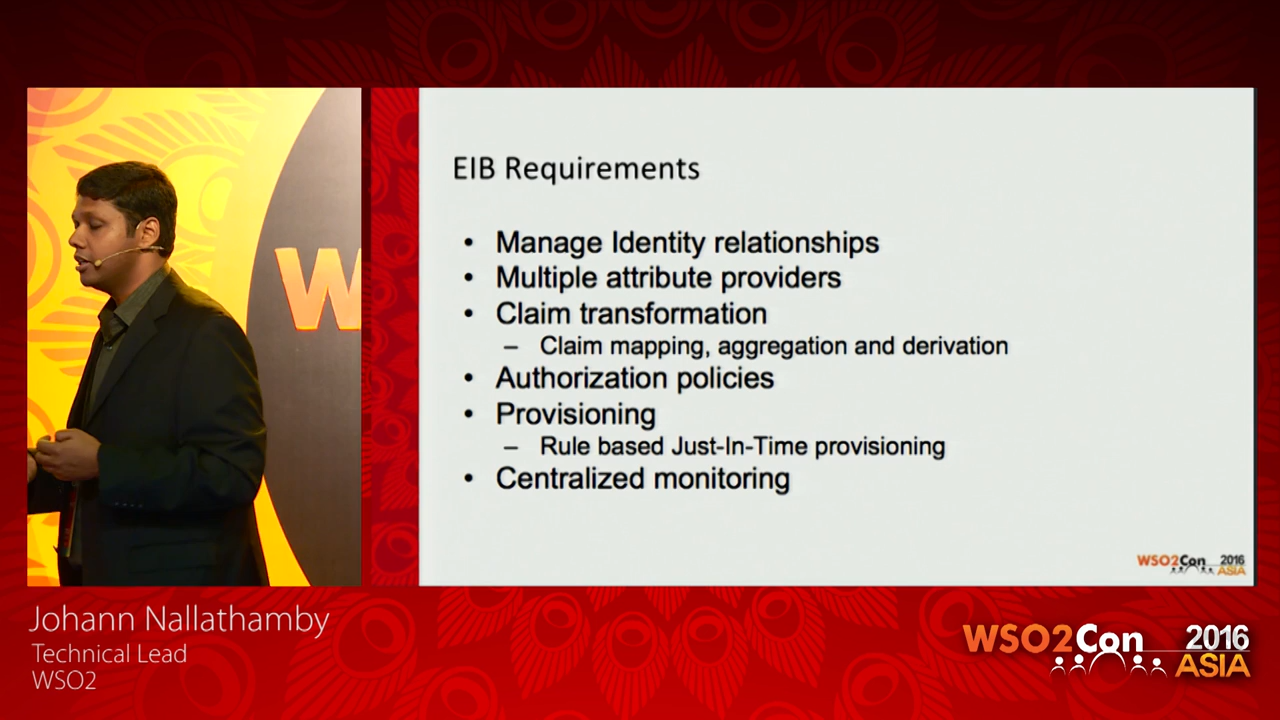 W
EIB Requirements
• Manage Identity relationships
• Multiple attribute providers
• Claim transformation
– Claim mapping, aggregation and derivation
• Authorization policies
• Provisioning
– Rule based Just-In-Time provisioning
• Centralized monitoring
WSO2Con 2016
ASIA
Johann Nallathamby
Technical Lead
WSO2
WSO2Con 2016
ASIA